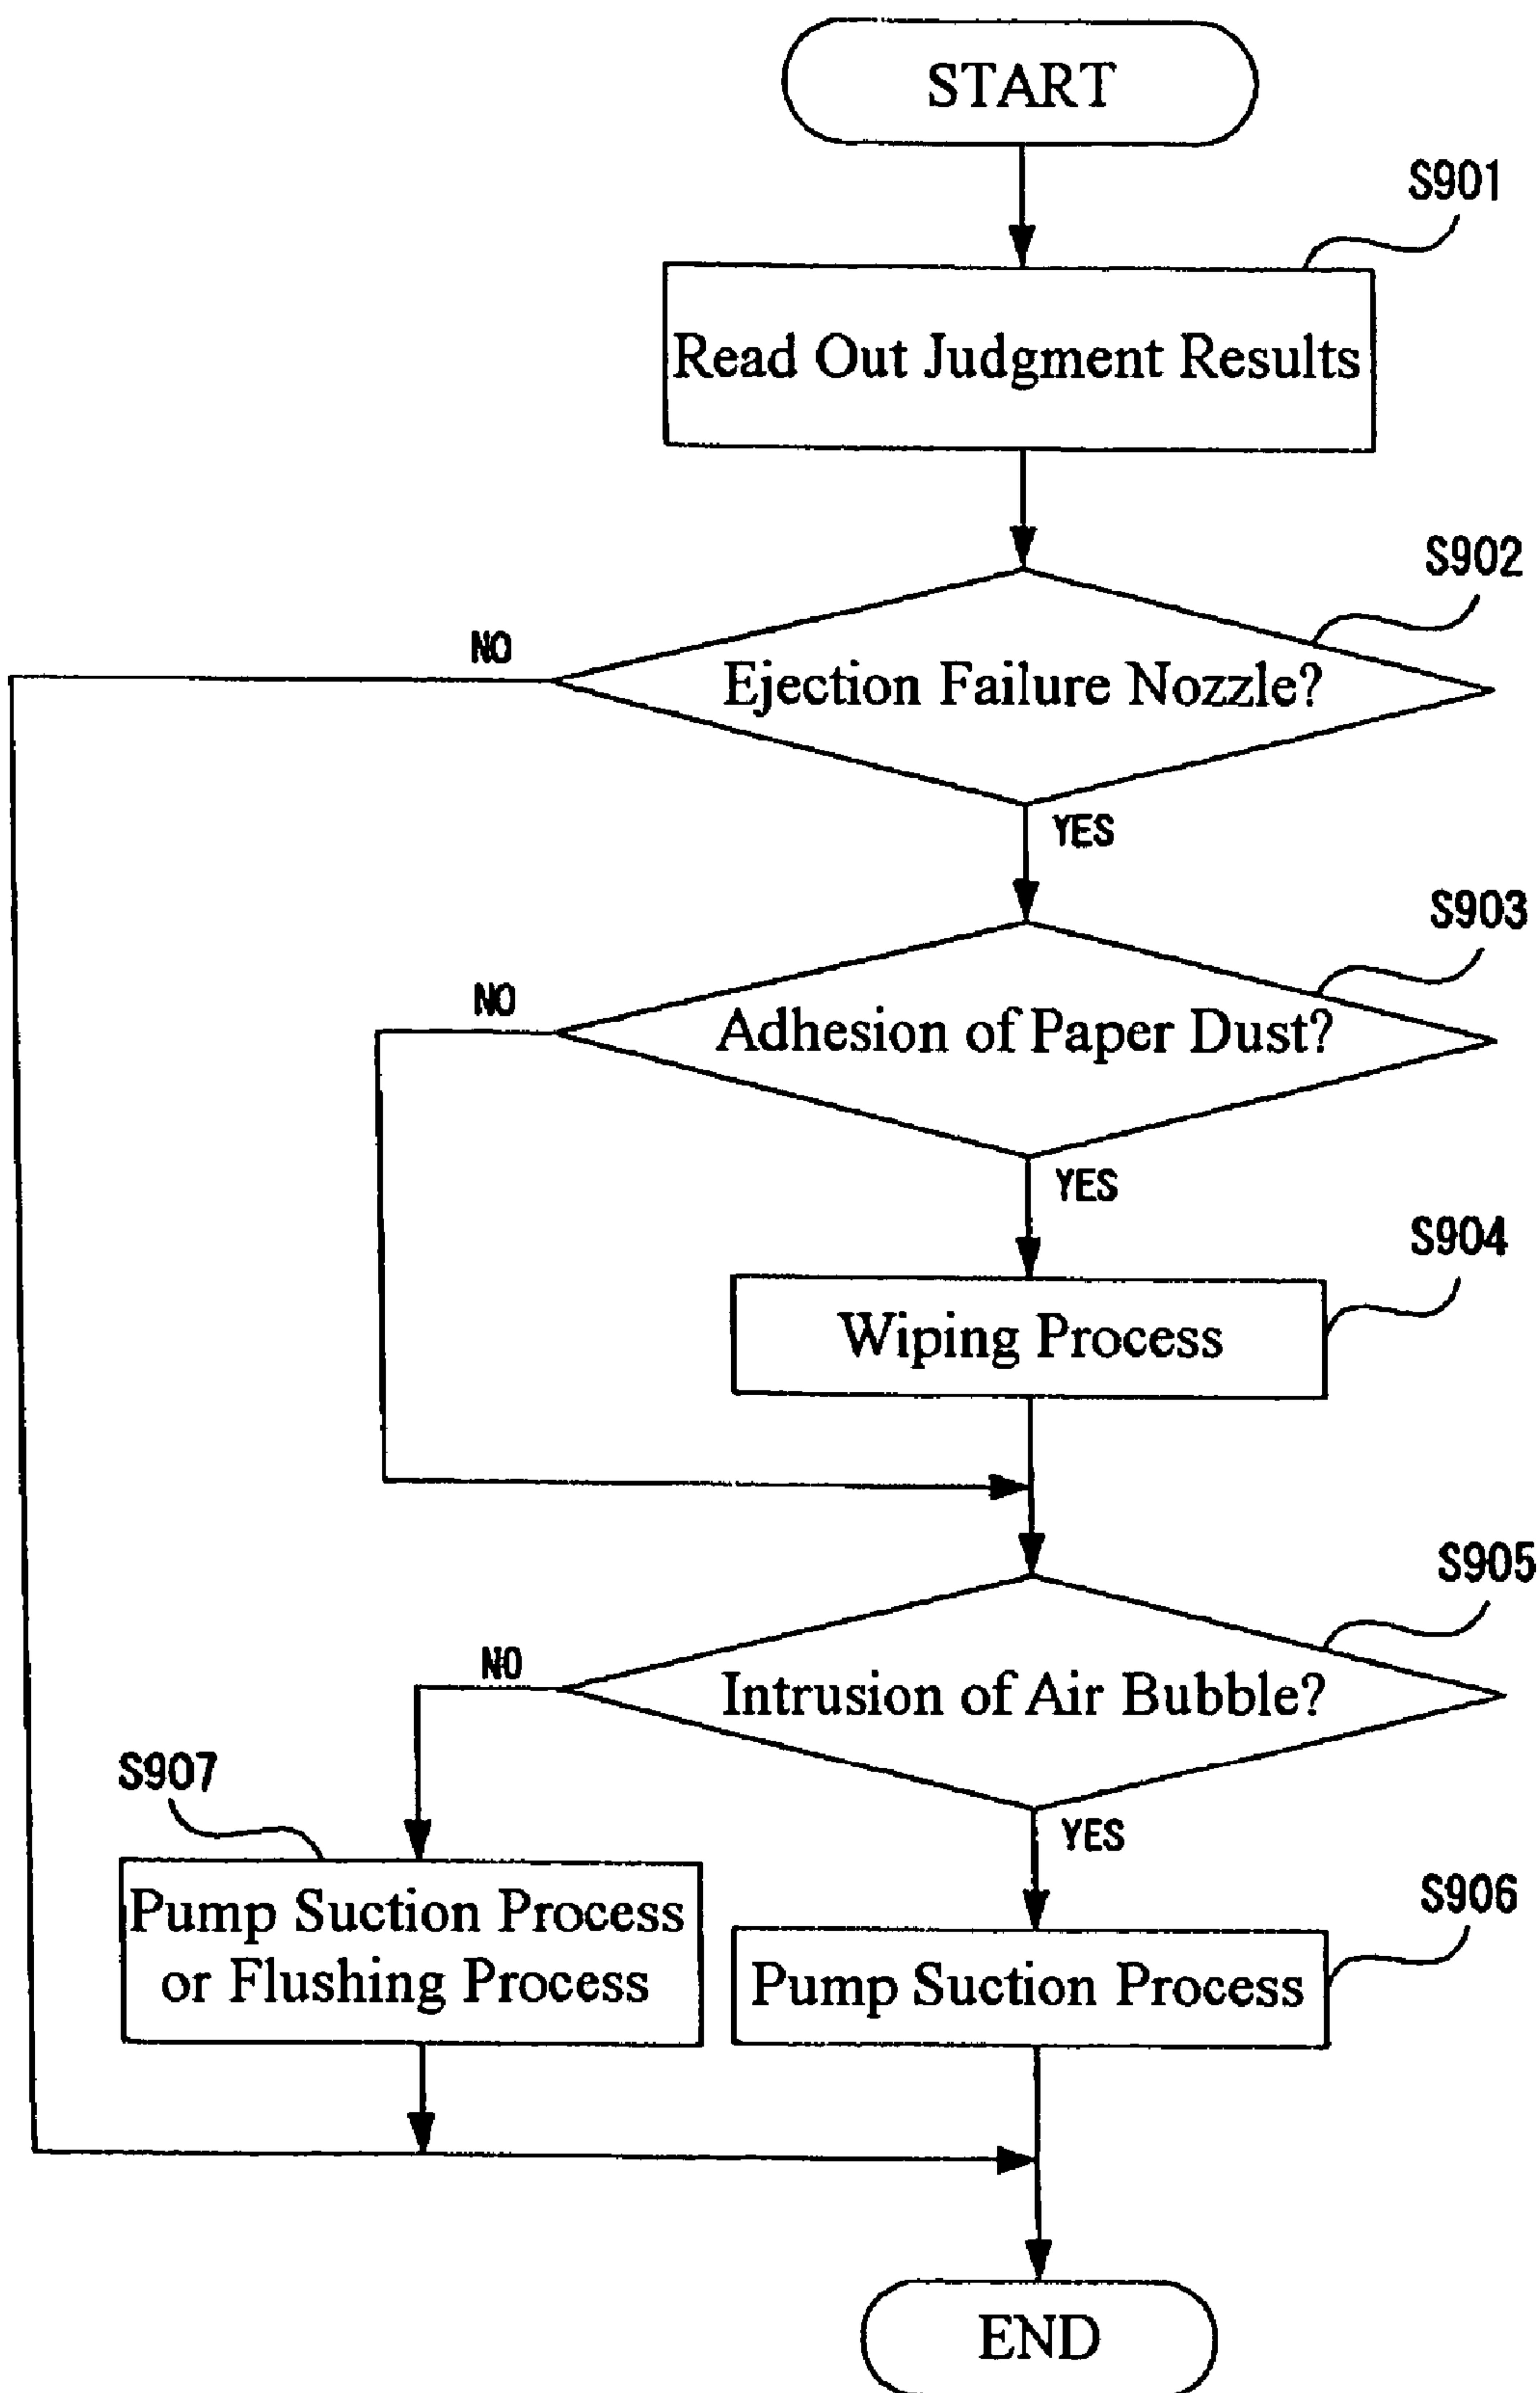 START
S901
Read Out Judgment Results
S902
NO
Ejection Failure Nozzle?
YES
S903
NO
Adhesion of Paper Dust?
YES
S904
Wiping Process
S905
NO
Intrusion of Air Bubble?
S907
YES
Pump Suction Process
or Flushing Process
S906
Pump Suction Process
END